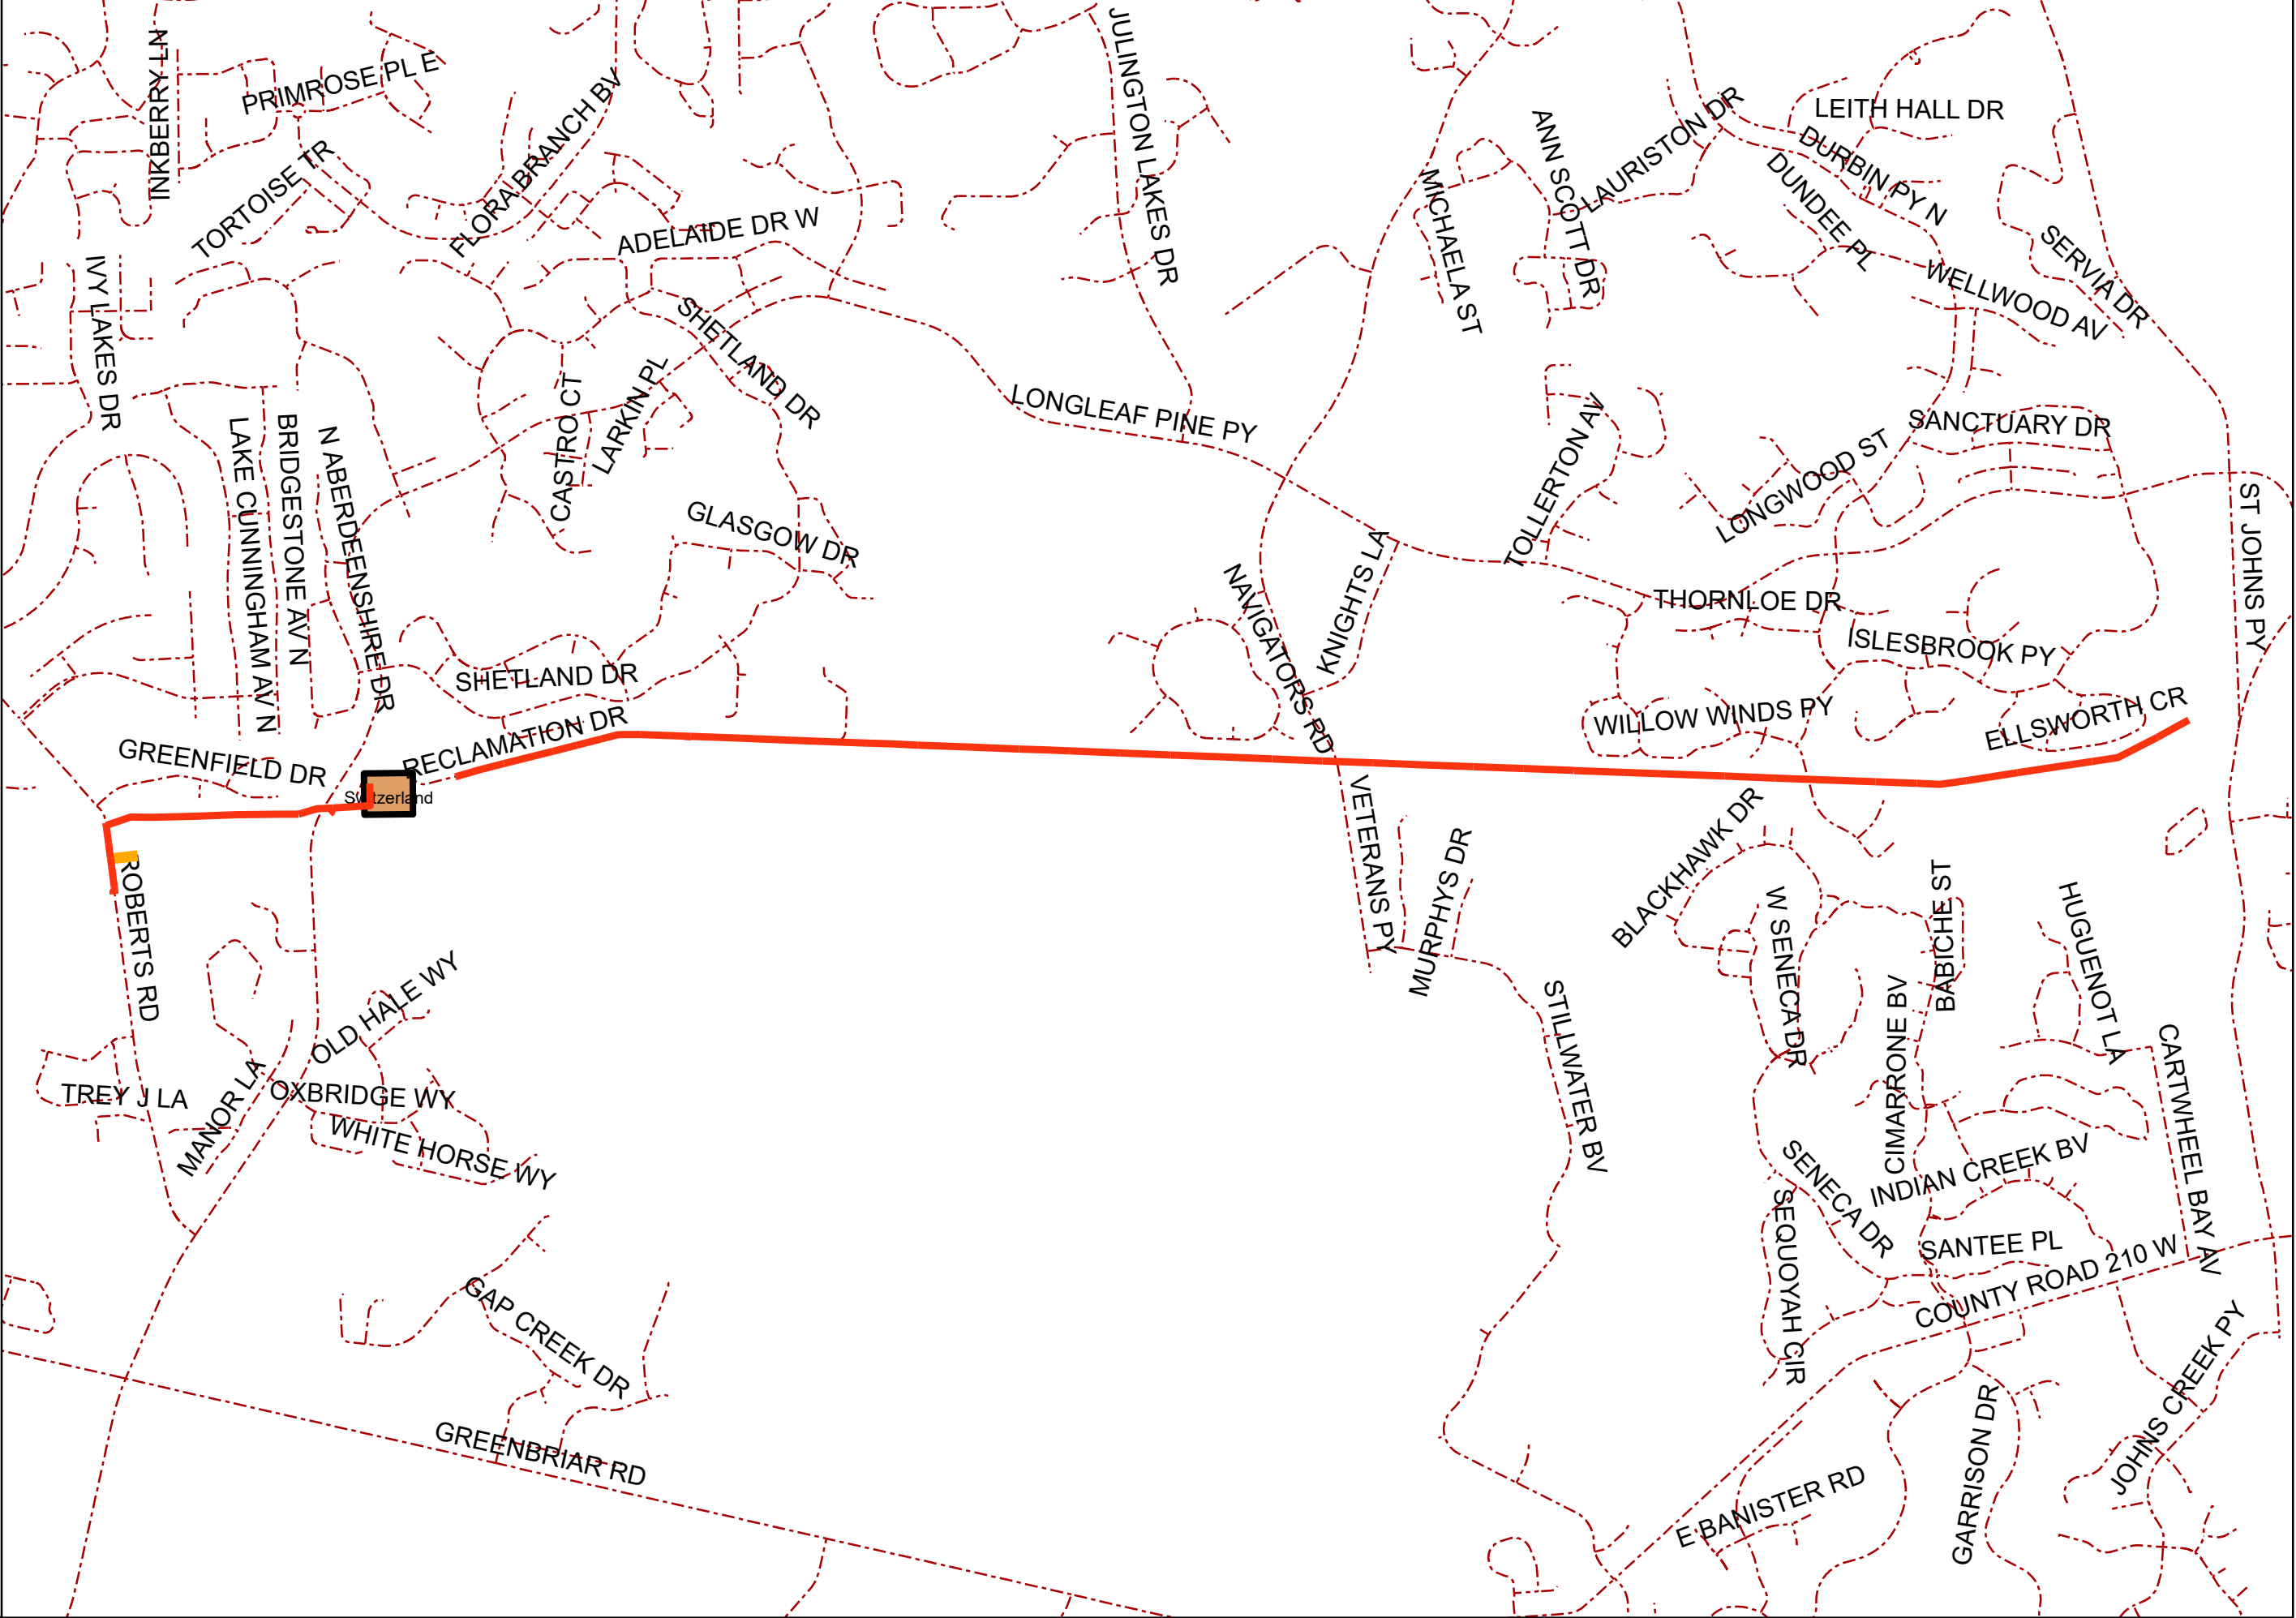 INKBERRY LN
PRIMROSE PL E
TORTOISE TR
FLORA BRANCH BV
ADELAIDE DR W
JULINGTON LAKES DR
MICHAELA ST
ANN SCOTT DR
LAURISTON DR
LEITH HALL DR
DURBIN PY N
DUNDEE PL
SERVIA DR
WELLWOOD AV
IVY LAKES DR
SHETLAND DR
LARKIN PL
CASTRO CT
LONGLEAF PINE PY
LAKE CUNNINGHAM AV N
BRIDGESTONE AV N
N ABERDEENSHIRE DR
GLASGOW DR
TOLLERTON AV
LONGWOOD ST
SANCTUARY DR
ST JOHNS PY
NAVIGATORS RD
KNIGHTS LA
THORNLOE DR
ISLESBROOK PY
SHETLAND DR
RECLAMATION DR
WILLOW WINDS PY
ELLSWORTH CR
GREENFIELD DR
Switzerland
ROBERTS RD
VETERANS PY
MURPHYS DR
BLACKHAWK DR
W SENECA DR
BABICHE ST
HUGUENOT LA
CIMARRONE BV
STILLWATER BV
OLD HALE WY
OXBRIDGE WY
WHITE HORSE WY
TREY J LA
MANOR LA
CARTWHEEL BAY AV
INDIAN CREEK BV
SENECA DR
SEQUOYAH CIR
SANTEE PL
COUNTY ROAD 210 W
GAP CREEK DR
GREENBRIAR RD
JOHNS CREEK PY
GARRISON DR
E BANISTER RD